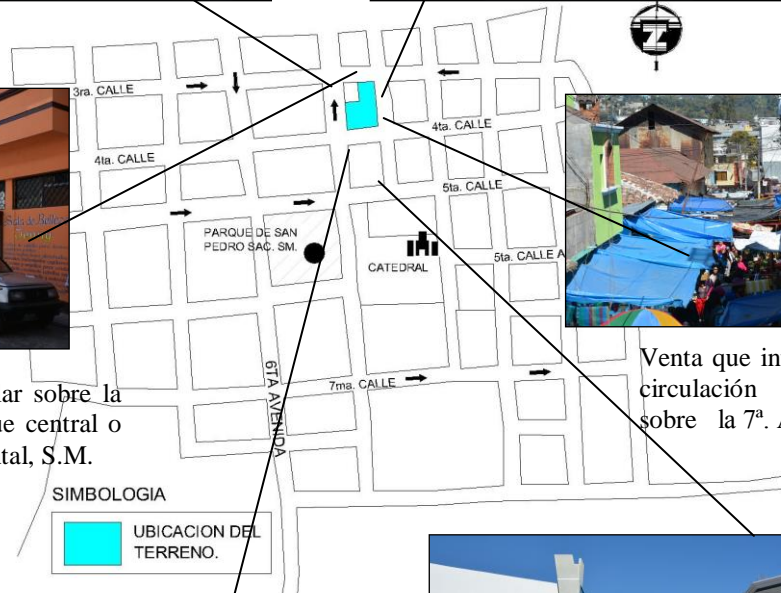 3ra. CALLE
4ta. CALLE
4ta. CALLE
5ta. CALLE
PARQUE DE SAN
PEDRO SAC. SM.
CATEDRAL
5ta. CALLE A
6TA AVENIDA
7ma. CALLE
Venta que in
circulación
sobre la 7ª. A
ar sobre la
ue central o
tal, S.M.
SIMBOLOGIA
UBICACION DEL
TERRENO.